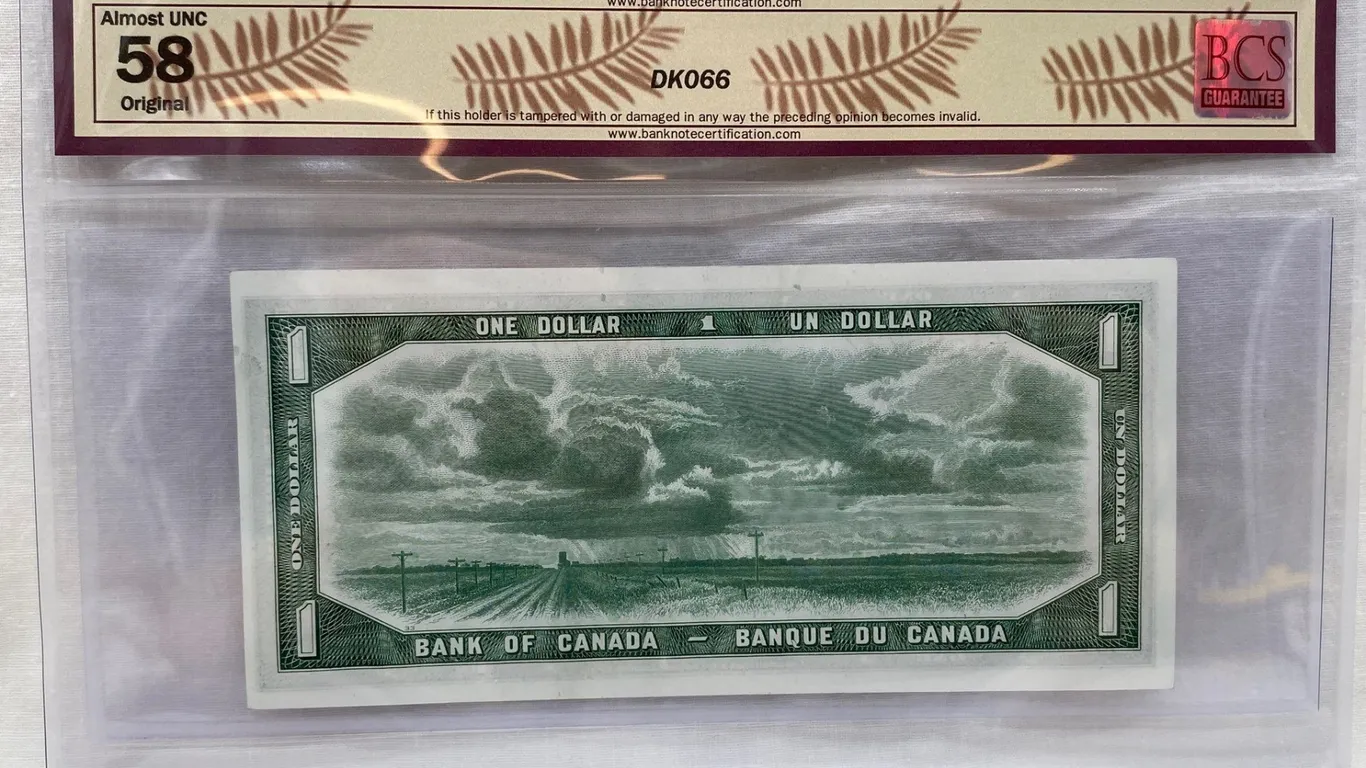 www.banknotecertification.com
Almost UNC
58
Original
DK066
BCS
GUARANTEE
If this holder is tampered with or damaged in any way the preceding opinion becomes invalid.
www.banknotecertification.com
ONE DOLLAR 1 UN DOLLAR
1
1
ONE DOLLAR
UN DOLLAR
1
1
33
BANK OF CANADA — BANQUE DU CANADA